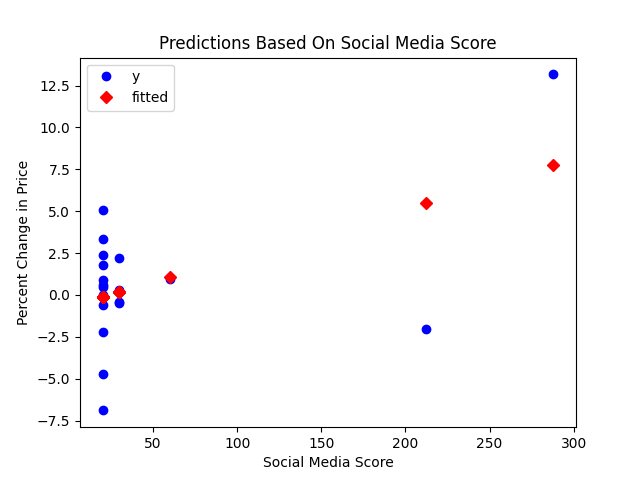 Predictions Based On Social Media Score
y
fitted
12.5
10.0
7.5
5.0
2.5
0.0
−2.5
−5.0
−7.5
Percent Change in Price
50 100 150 200 250 300
Social Media Score